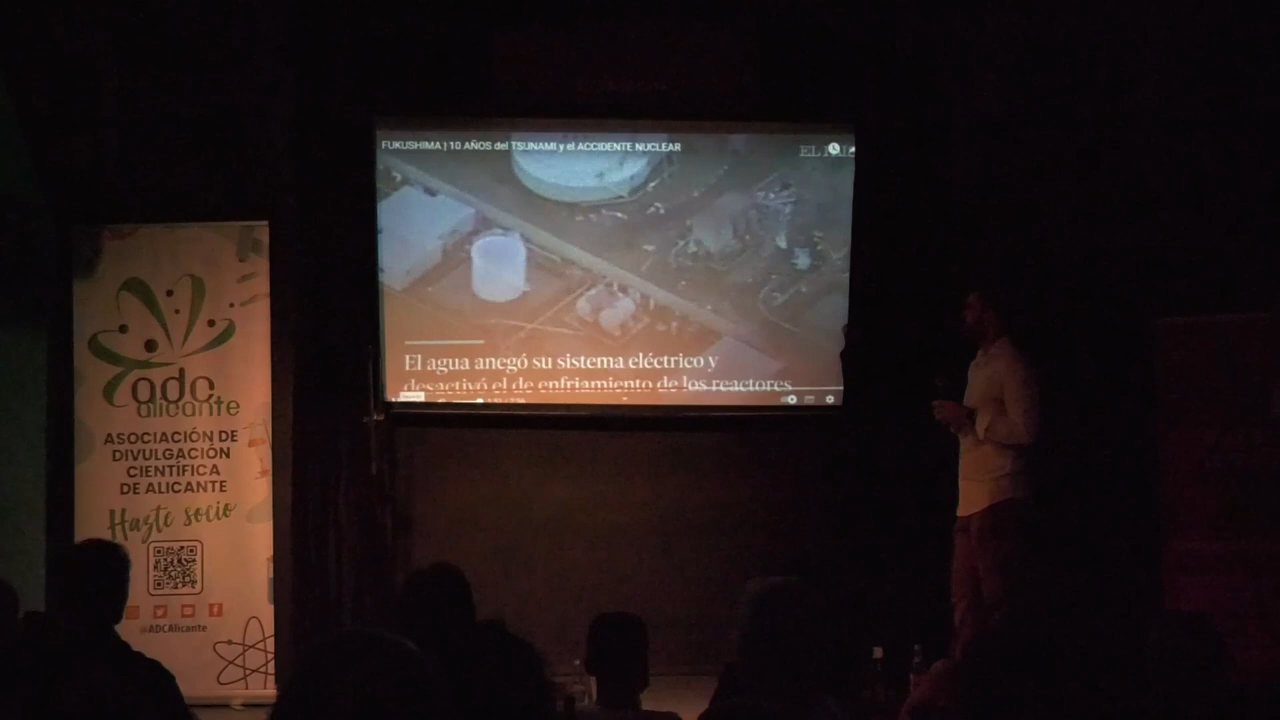 FUKUSHIMA | 10 AÑOS del TSUNAMI y el ACCIDENTE NUCLEAR
El agua anegó su sistema eléctrico y
desactivó el de enfriamiento de los reactores
adc
alicante
ASOCIACIÓN DE
DIVULGACIÓN
CIENTÍFICA
DE ALICANTE
Hazte socio
@ADCAlicante